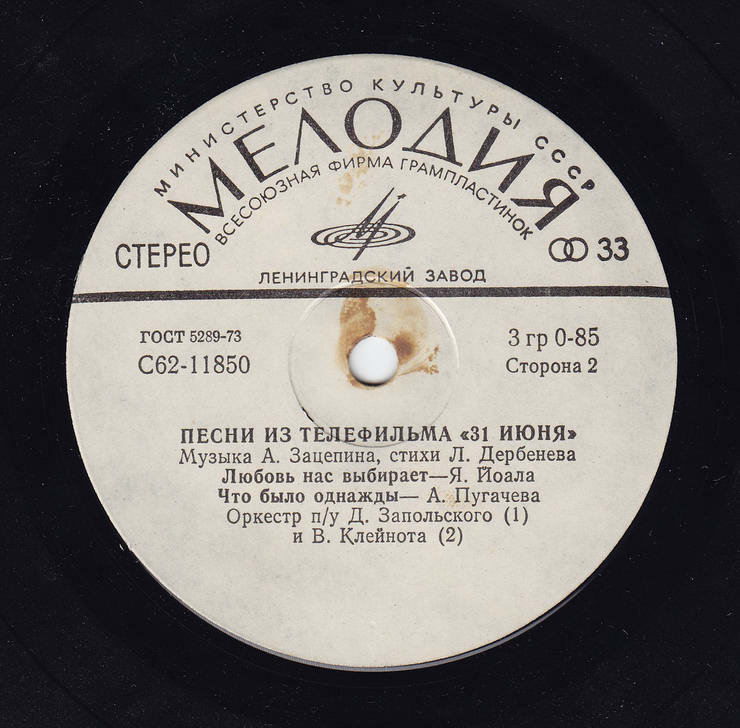 МИНИСТЕРСТВО КУЛЬТУРЫ СССР
МЕЛОДИЯ
ВСЕСОЮЗНАЯ ФИРМА ГРАМПЛАСТИНОК
СТЕРЕО
33
ЛЕНИНГРАДСКИЙ ЗАВОД
ГОСТ 5289-73
3 гр 0-85
С62-11850
Сторона 2
ПЕСНИ ИЗ ТЕЛЕФИЛЬМА «31 ИЮНЯ»
Музыка А. Зацепина, стихи Л. Дербенева
Любовь нас выбирает—Я. Йоала
Что было однажды— А. Пугачева
Оркестр п/у Д. Запольского (1)
и В. Клейнота (2)